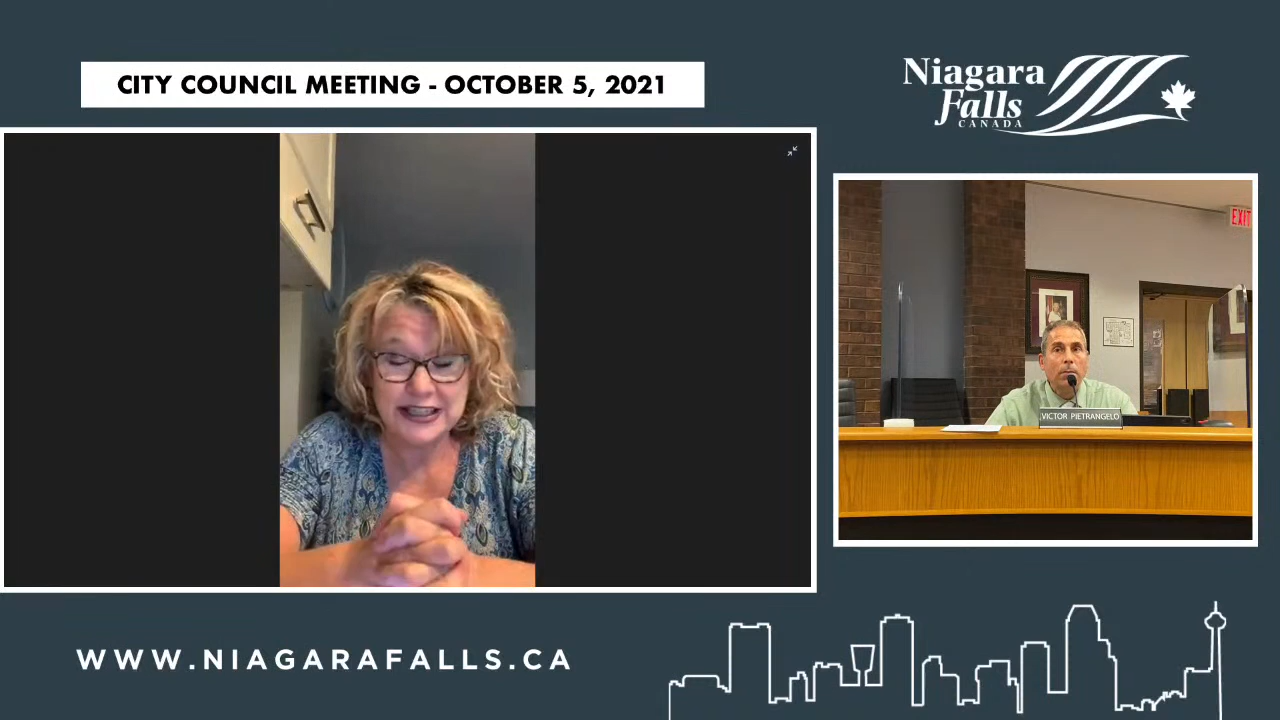 CITY COUNCIL MEETING - OCTOBER 5, 2021
Niagara
Falls
CANADA
EXIT
VICTOR PIETRANGELO
WWW.NIAGARAFALLS.CA